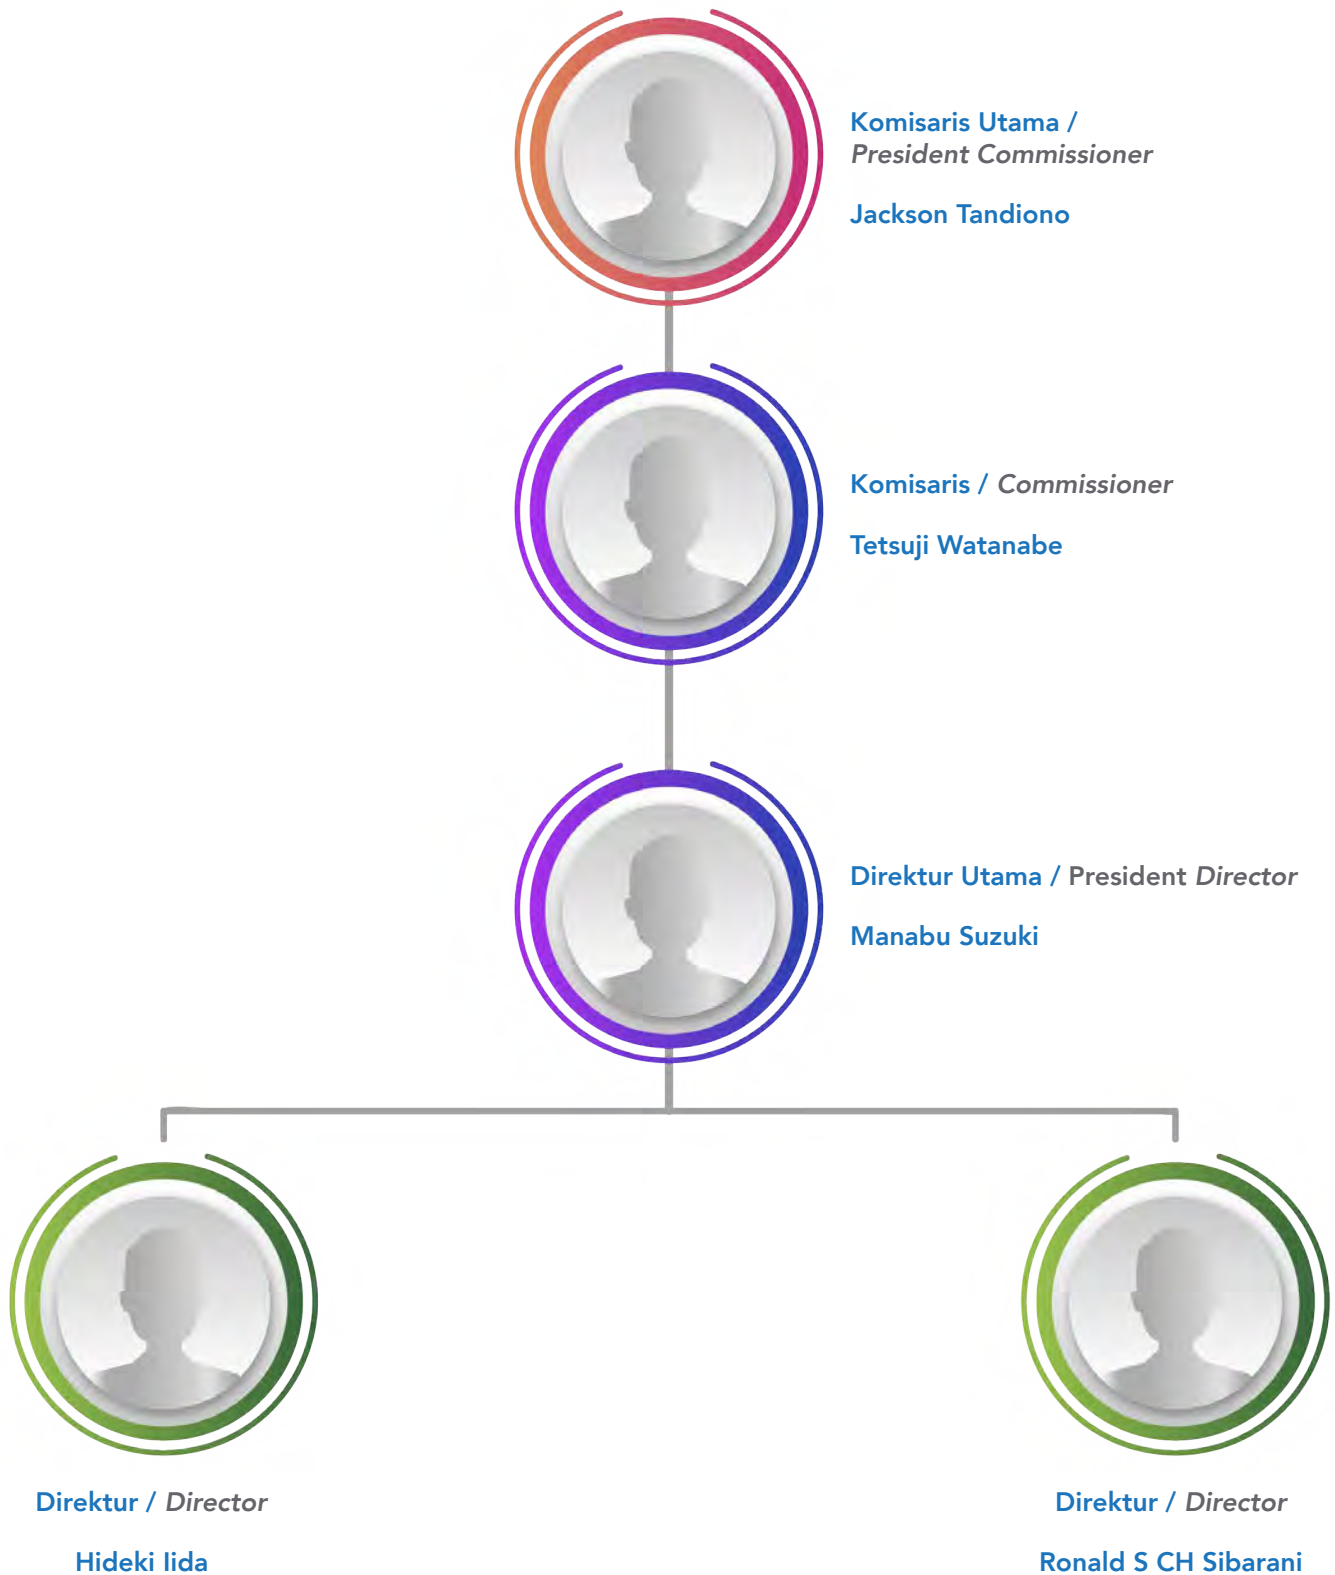 Komisaris Utama /
President Commissioner
Jackson Tandiono
Komisaris / Commissioner
Tetsuji Watanabe
Direktur Utama / President Director
Manabu Suzuki
Direktur / Director
Hideki Iida
Direktur / Director
Ronald S CH Sibarani